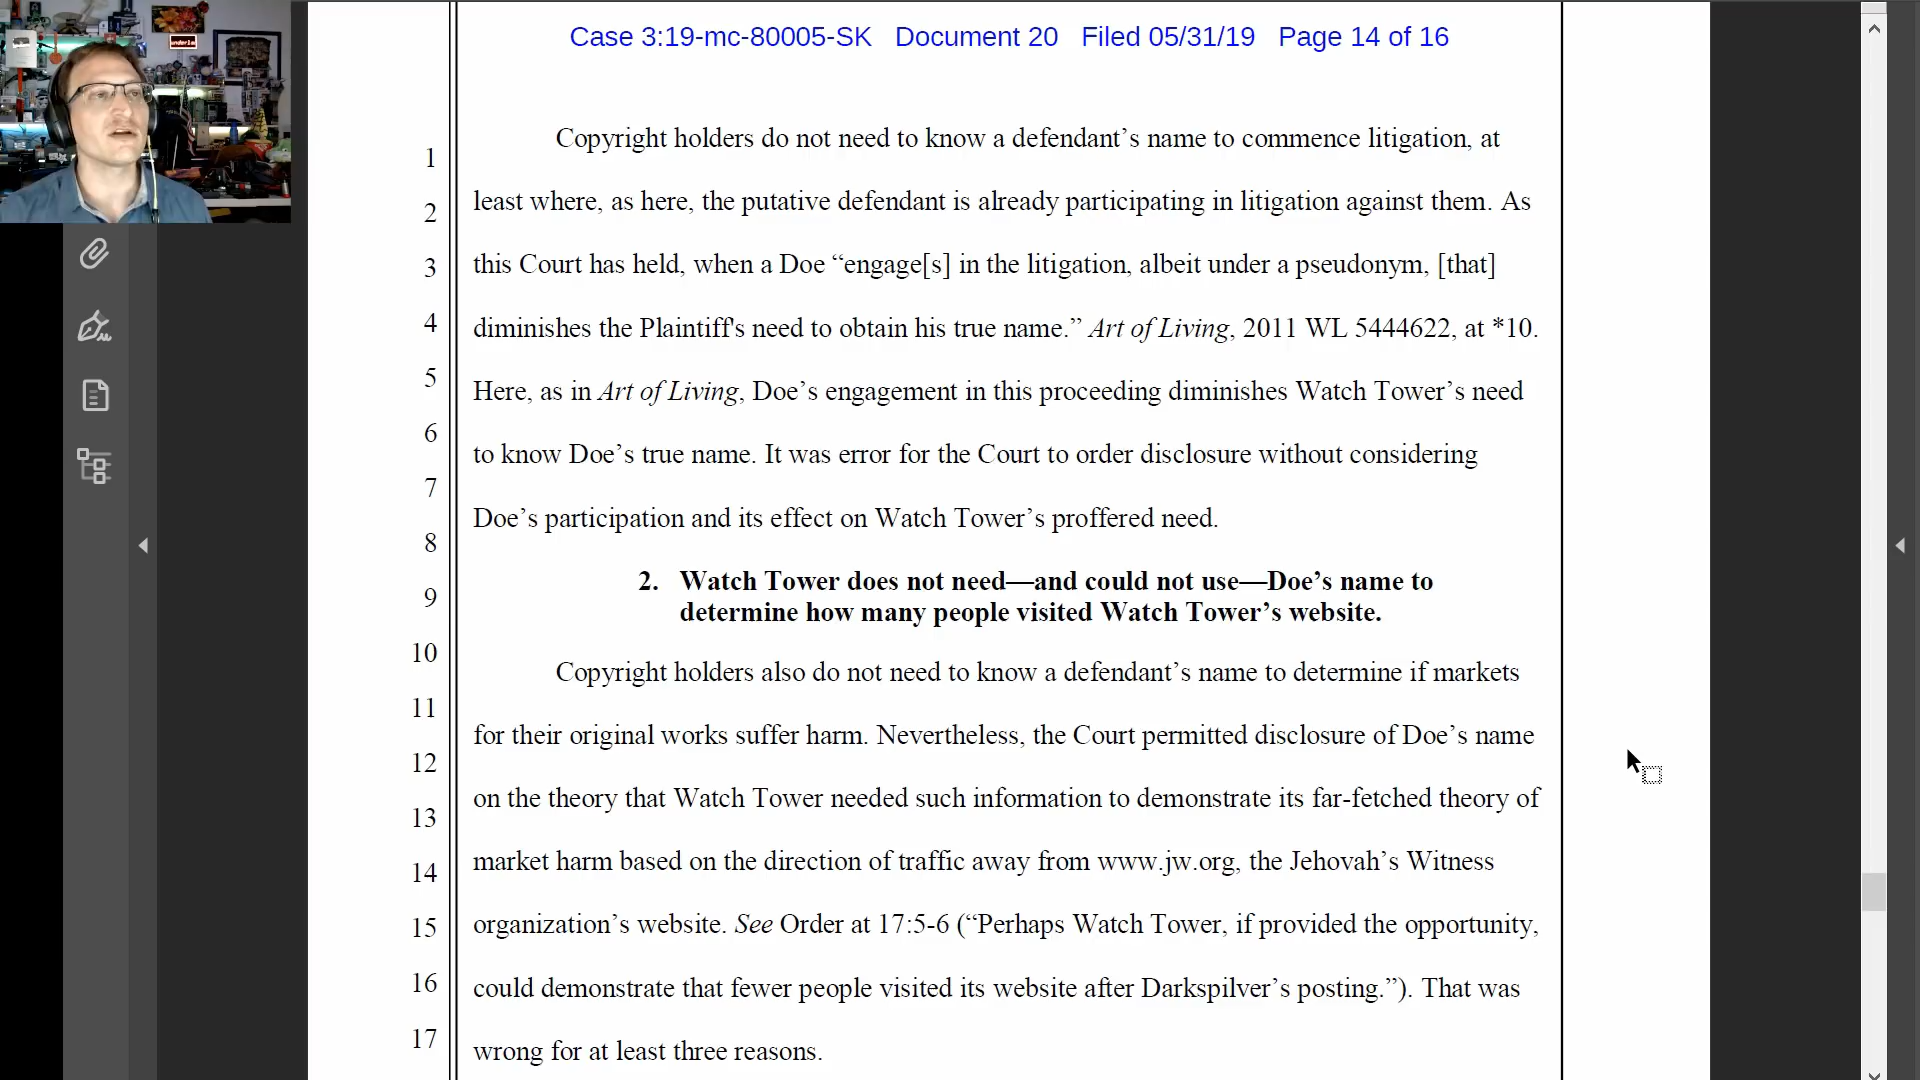 Case 3:19-mc-80005-SK Document 20 Filed 05/31/19 Page 14 of 16
Copyright holders do not need to know a defendant’s name to commence litigation, at
1
least where, as here, the putative defendant is already participating in litigation against them. As
2
this Court has held, when a Doe “engage[s] in the litigation, albeit under a pseudonym, [that]
3
diminishes the Plaintiff's need to obtain his true name.” Art of Living, 2011 WL 5444622, at *10.
4
Here, as in Art of Living, Doe’s engagement in this proceeding diminishes Watch Tower’s need
5
to know Doe’s true name. It was error for the Court to order disclosure without considering
6
Doe’s participation and its effect on Watch Tower’s proffered need.
7
8
2. Watch Tower does not need—and could not use—Doe’s name to
9
determine how many people visited Watch Tower’s website.
10
Copyright holders also do not need to know a defendant’s name to determine if markets
11
for their original works suffer harm. Nevertheless, the Court permitted disclosure of Doe’s name
12
on the theory that Watch Tower needed such information to demonstrate its far-fetched theory of
13
market harm based on the direction of traffic away from www.jw.org, the Jehovah’s Witness
14
organization’s website. See Order at 17:5-6 (“Perhaps Watch Tower, if provided the opportunity,
15
could demonstrate that fewer people visited its website after Darkspilver’s posting.”). That was
16
wrong for at least three reasons.
17